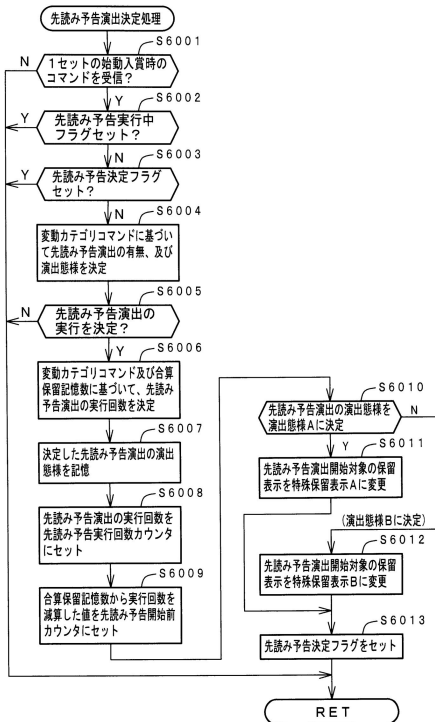 先読み予告演出決定処理
S6001
1セットの始動入賞時の
コマンドを受信？
N
Y
S6002
先読み予告実行中
フラグセット？
Y
N
S6003
先読み予告決定フラグ
セット？
Y
N
S6004
変動カテゴリコマンドに基づい
て先読み予告演出の有無、及び
演出態様を決定
S6005
先読み予告演出の
実行を決定？
N
Y
S6006
変動カテゴリコマンド及び合算
保留記憶数に基づいて、先読み
予告演出の実行回数を決定
S6007
決定した先読み予告演出の演出
態様を記憶
S6008
先読み予告演出の実行回数を
先読み予告実行回数カウンタ
にセット
S6009
合算保留記憶数から実行回数を
減算した値を先読み予告開始前
カウンタにセット
S6010
先読み予告演出の演出態様を
演出態様Aに決定
N
Y
S6011
先読み予告演出開始対象の保留
表示を特殊保留表示Aに変更
(演出態様Bに決定)
S6012
先読み予告演出開始対象の保留
表示を特殊保留表示Bに変更
S6013
先読み予告決定フラグをセット
RET